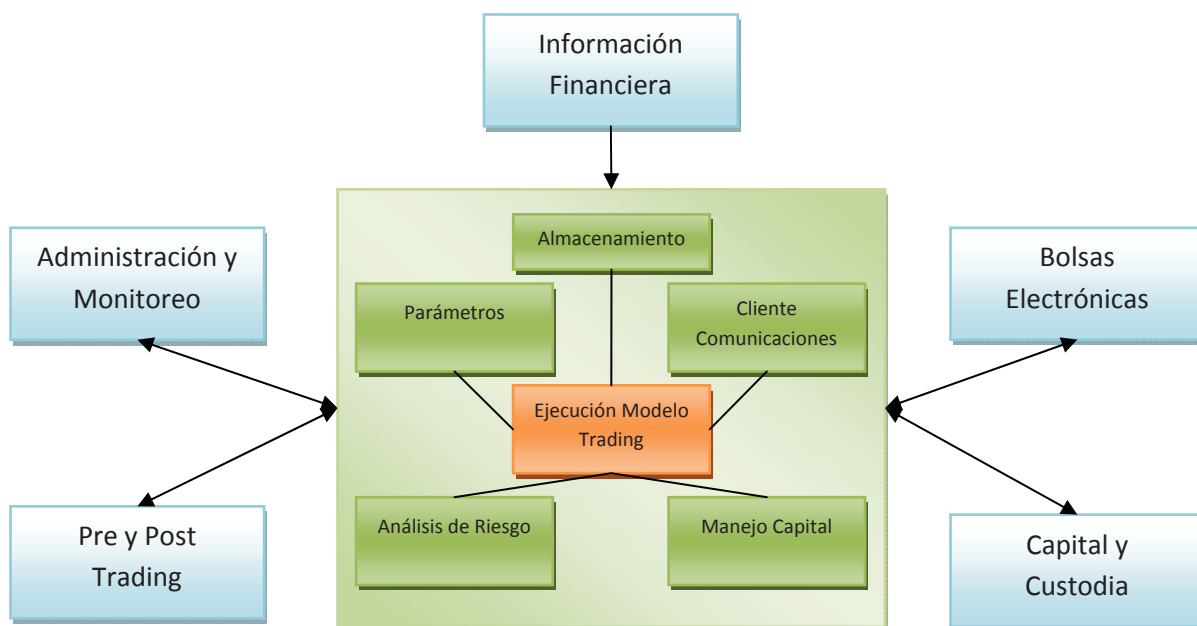 Información
Financiera
Administración y
Monitoreo
Bolsas
Electrónicas
Almacenamiento
Parámetros
Cliente
Comunicaciones
Ejecución Modelo
Trading
Análisis de Riesgo
Manejo Capital
Pre y Post
Trading
Capital y
Custodia